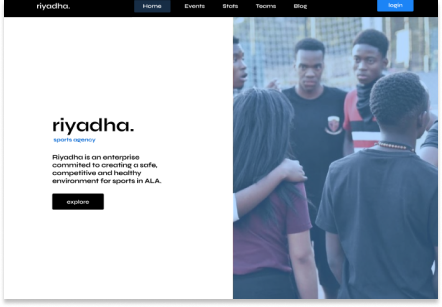 riyadha.
Home Events Stats Teams Blog login
riyadha.
sports agency
Riyadha is an enterprise
commited to creating a safe,
competitive and healthy
environment for sports in ALA.
explore